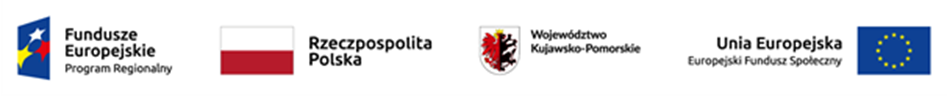 Fundusze
Europejskie
Program Regionalny
Rzeczpospolita
Polska
Województwo
Kujawsko-Pomorskie
Unia Europejska
Europejski Fundusz Społeczny